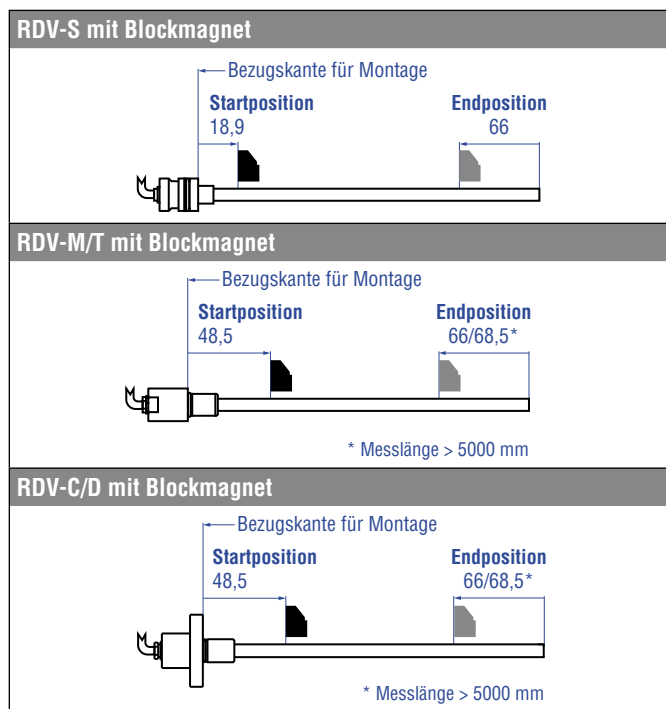 RDV-S mit Blockmagnet
Bezugskante für Montage
Startposition
18,9
Endposition
66
RDV-M/T mit Blockmagnet
Bezugskante für Montage
Startposition
48,5
Endposition
66/68,5*
* Messlänge > 5000 mm
RDV-C/D mit Blockmagnet
Bezugskante für Montage
Startposition
48,5
Endposition
66/68,5*
* Messlänge > 5000 mm